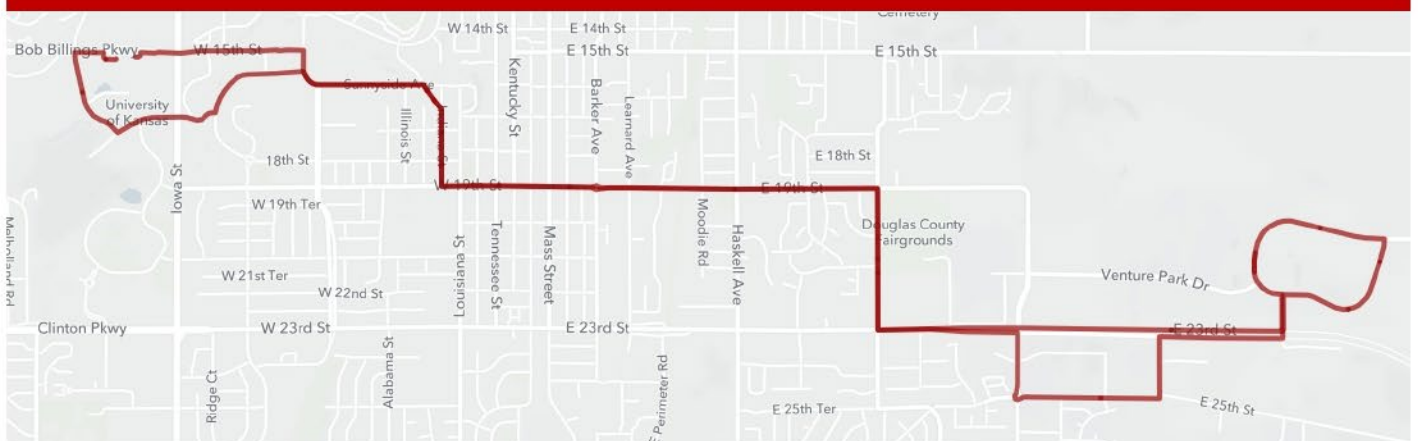 Cemetery
W 14th St
E 14th St
Bob Billings Pkwy
W 15th St
E 15th St
E 15th St
Sunnyside Ave
Kentucky St
Barker Ave
Learnard Ave
University
of Kansas
Illinois St
18th St
E 18th St
Iowa St
W 19th St
E 19th St
W 19th Ter
Moodie Rd
Haskell Ave
Douglas County
Fairgrounds
Louisiana St
Tennessee St
Mass Street
W 21st Ter
W 22nd St
Venture Park Dr
Clinton Pkwy
W 23rd St
E 23rd St
E 23rd St
Ridge Ct
Alabama St
E Perimeter Rd
E 25th Ter
E 25th St